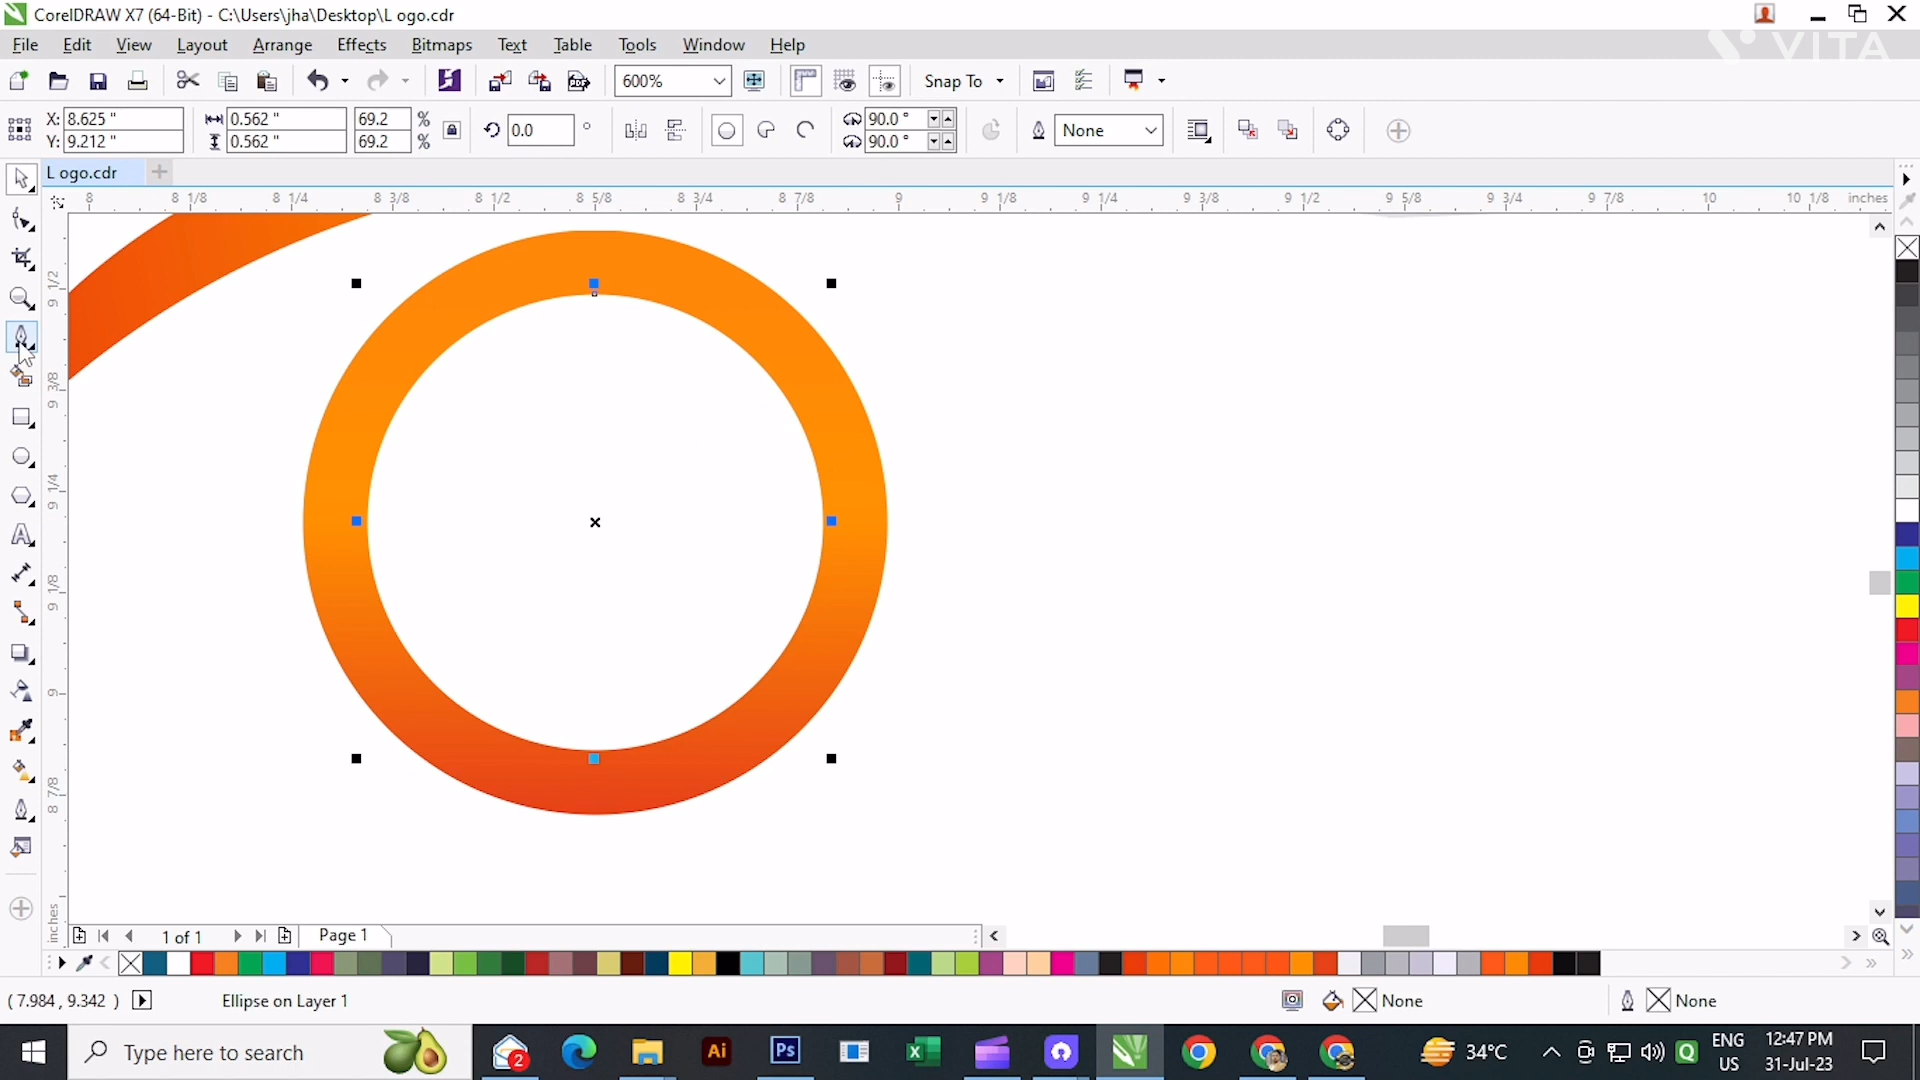 CorelDRAW X7 (64-Bit) - C:\Users\jha\Desktop\L ogo.cdr
File Edit View Layout Arrange Effects Bitmaps Text Table Tools Window Help
VITA
600% Snap To
X: 8.625 " 0.562 " 69.2 % 0.0 ° 90.0 ° None
Y: 9.212 " 0.562 " 69.2 % 90.0 °
L ogo.cdr
8 8 1/8 8 1/4 8 3/8 8 1/2 8 5/8 8 3/4 8 7/8 9 9 1/8 9 1/4 9 3/8 9 1/2 9 5/8 9 3/4 9 7/8 10 10 1/8 inches
9 1/2
9 3/8
9 1/4
9 1/8
9
8 7/8
inches
1 of 1 Page 1
( 7.984 , 9.342 ) Ellipse on Layer 1 None None
Type here to search 2 Ai Ps 34°C ENG 12:47 PM
US 31-Jul-23